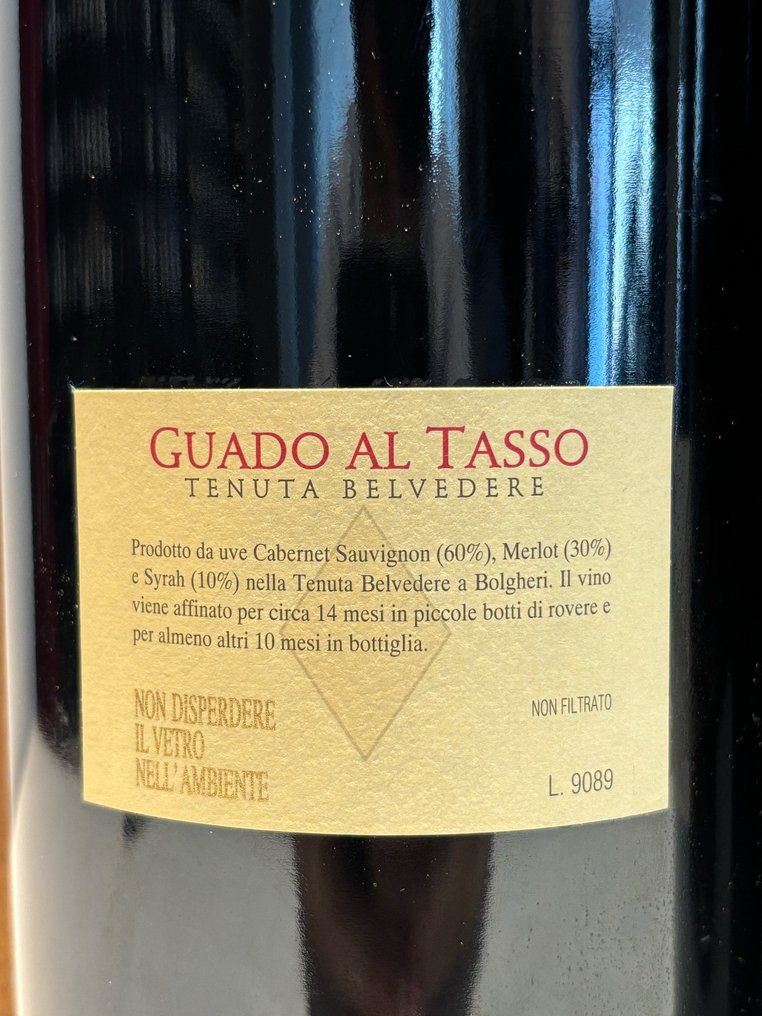 GUADO AL TASSO
TENUTA BELVEDERE
Prodotto da uve Cabernet Sauvignon (60%), Merlot (30%)
e Syrah (10%) nella Tenuta Belvedere a Bolgheri. Il vino
viene affinato per circa 14 mesi in piccole botti di rovere e
per almeno altri 10 mesi in bottiglia.
NON DISPERDERE
IL VETRO
NELL'AMBIENTE
NON FILTRATO
L. 9089